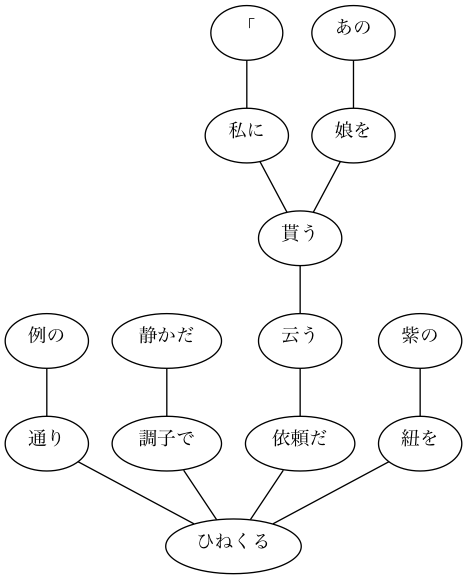 「 あの
私に 娘を
貰う
例の 静かだ 云う 紫の
通り 調子で 依頼だ 紐を
ひねくる